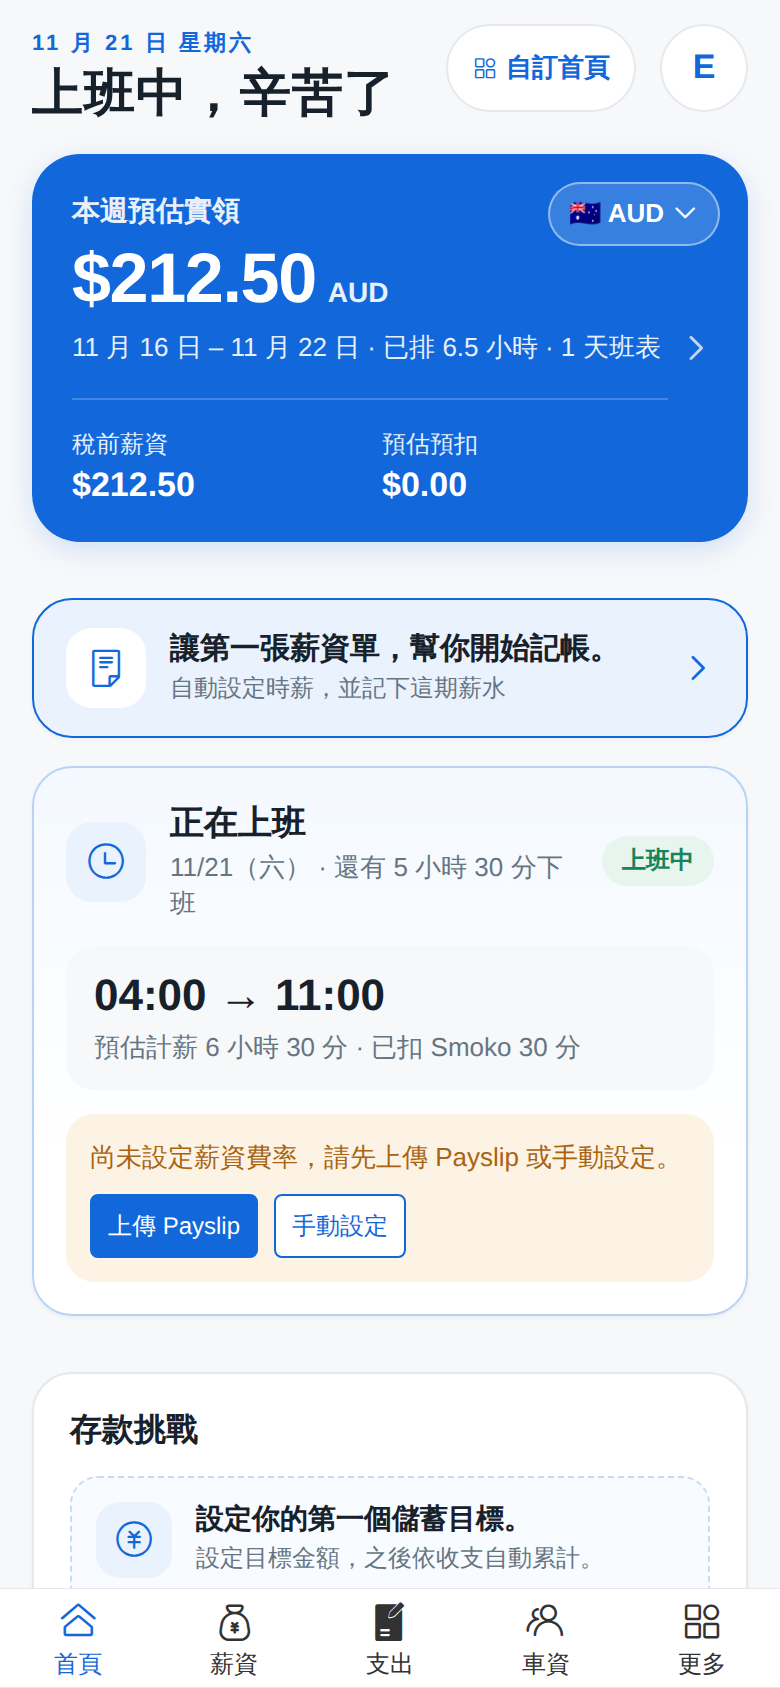 11 月 21 日 星期六
上班中，辛苦了
自訂首頁
E
本週預估實領
🇦🇺 AUD
$212.50 AUD
11 月 16 日 – 11 月 22 日 · 已排 6.5 小時 · 1 天班表
稅前薪資
預估預扣
$212.50
$0.00
讓第一張薪資單，幫你開始記帳。
自動設定時薪，並記下這期薪水
正在上班
11/21（六） · 還有 5 小時 30 分下
班
上班中
04:00 → 11:00
預估計薪 6 小時 30 分 · 已扣 Smoko 30 分
尚未設定薪資費率，請先上傳 Payslip 或手動設定。
上傳 Payslip
手動設定
存款挑戰
設定你的第一個儲蓄目標。
設定目標金額，之後依收支自動累計。
首頁
薪資
支出
車資
更多